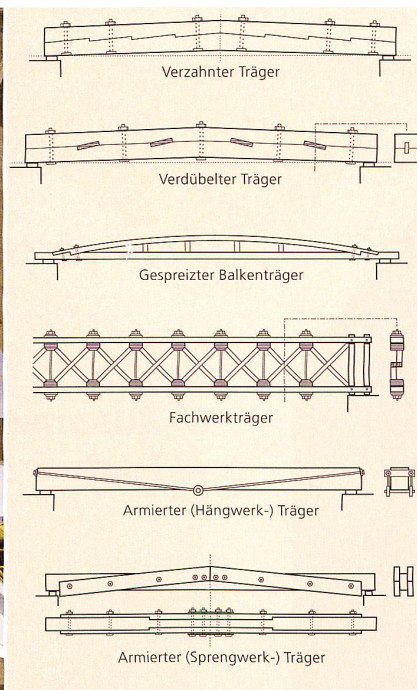 Verzahnter Träger
Verdübelter Träger
Gespreizter Balkenträger
Fachwerkträger
Armierter (Hängwerk-) Träger
Armierter (Sprengwerk-) Träger